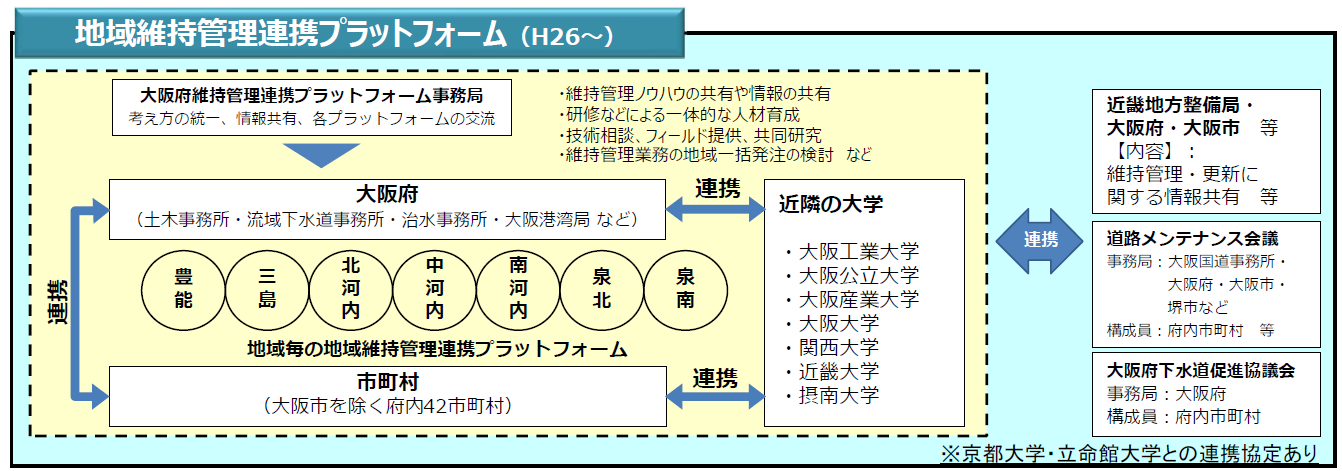 地域維持管理連携プラットフォーム（H26～）
大阪府維持管理連携プラットフォーム事務局
考え方の統一、情報共有、各プラットフォームの交流
・維持管理ノウハウの共有や情報の共有
・研修などによる一体的な人材育成
・技術相談、フィールド提供、共同研究
・維持管理業務の地域一括発注の検討 など
大阪府
（土木事務所・流域下水道事務所・治水事務所・大阪港湾局 など）
連携
連携
豊能
三島
北河内
中河内
南河内
泉北
泉南
地域毎の地域維持管理連携プラットフォーム
市町村
（大阪市を除く府内42市町村）
連携
近隣の大学
・大阪工業大学
・大阪公立大学
・大阪産業大学
・大阪大学
・関西大学
・近畿大学
・摂南大学
連携
近畿地方整備局・
大阪府・大阪市 等
【内容】：
維持管理・更新に
関する情報共有 等
道路メンテナンス会議
事務局：大阪国道事務所・
大阪府・大阪市・
堺市など
構成員：府内市町村 等
大阪府下水道促進協議会
事務局：大阪府
構成員：府内市町村
※京都大学・立命館大学との連携協定あり